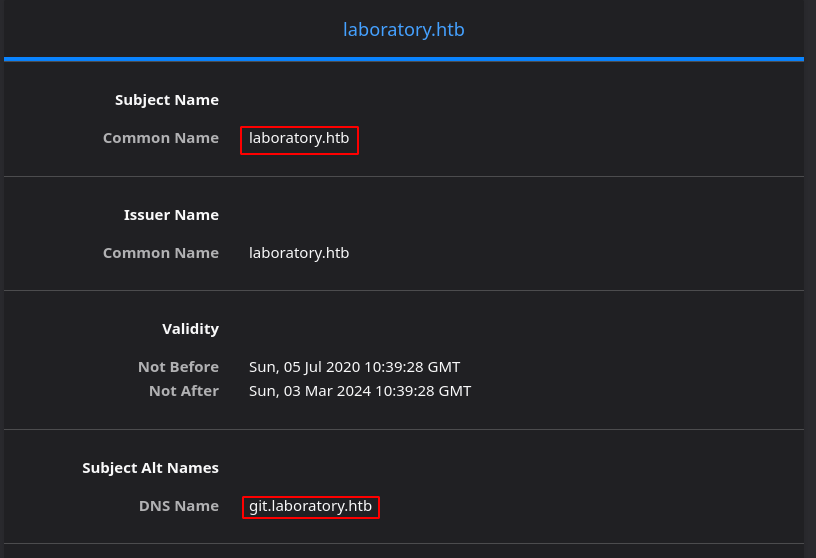 laboratory.htb
Subject Name
Common Name laboratory.htb
Issuer Name
Common Name laboratory.htb
Validity
Not Before Sun, 05 Jul 2020 10:39:28 GMT
Not After Sun, 03 Mar 2024 10:39:28 GMT
Subject Alt Names
DNS Name git.laboratory.htb